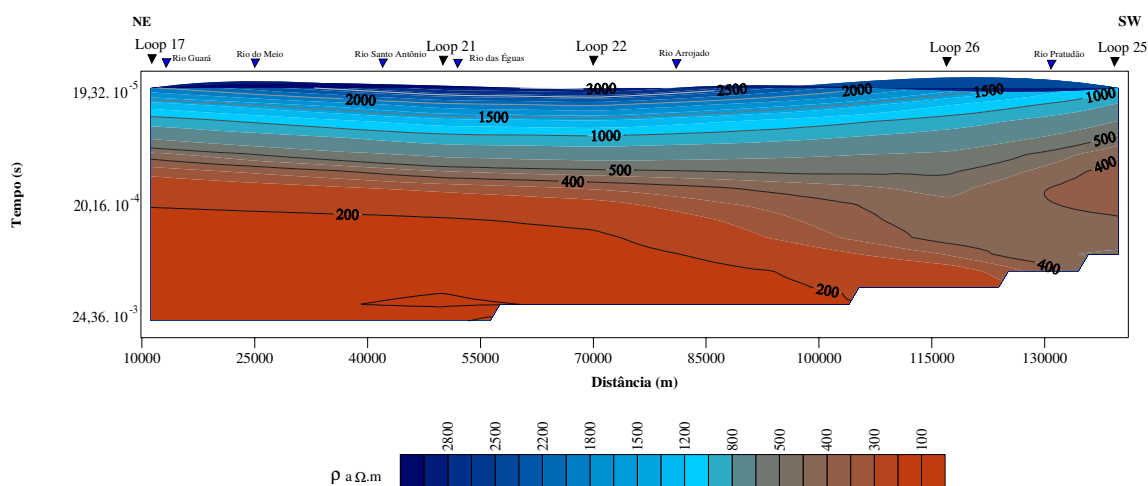 NE
SW
Loop 17
Loop 21
Loop 22
Loop 26
Loop 25
Rio Guará
Rio do Meio
Rio Santo Antônio
Rio das Éguas
Rio Arrojado
Rio Pratudão
19,32. 10⁻⁵
20,16. 10⁻⁴
24,36. 10⁻³
Tempo (s)
3000
2500
2000
1500
1000
2000
1500
1000
500
500
400
400
400
200
200
10000
25000
40000
55000
70000
85000
100000
115000
130000
Distância (m)
2800
2500
2200
1800
1500
1200
800
500
400
300
100
ρ a Ω.m